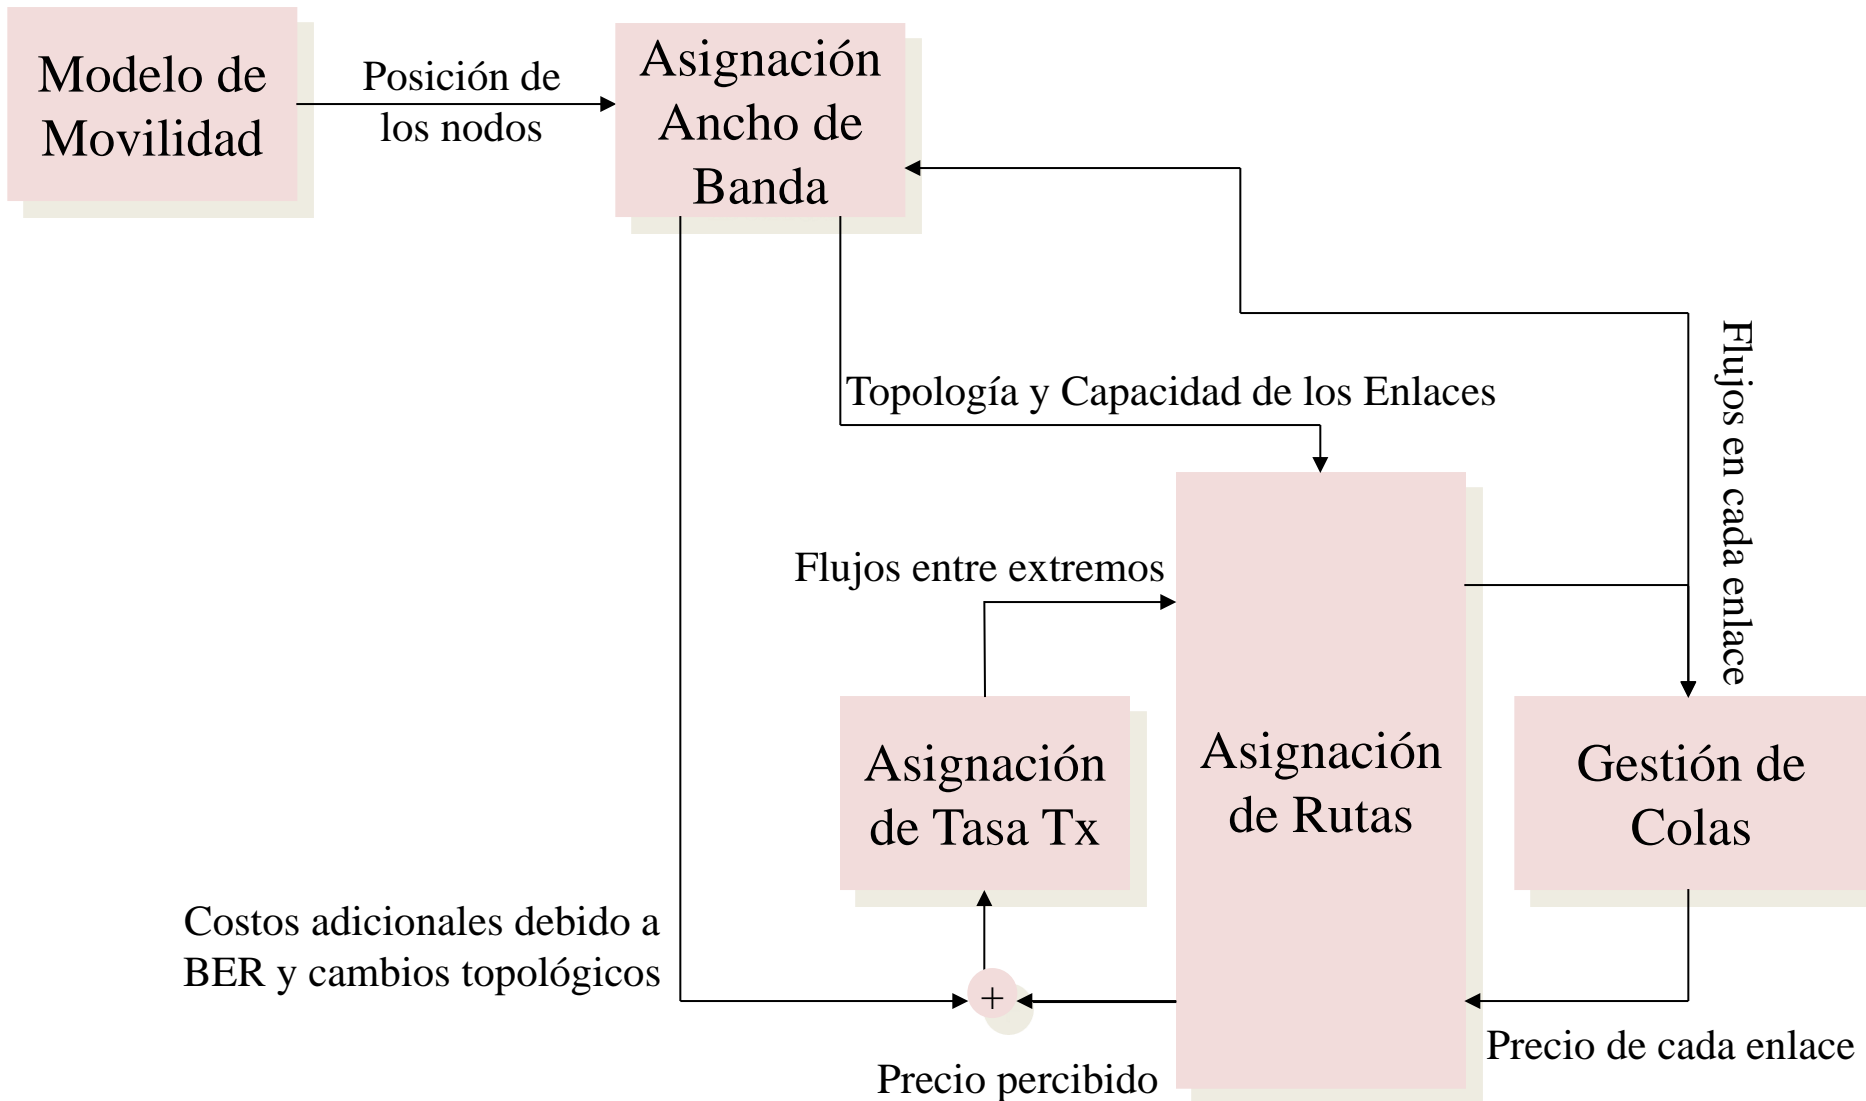 Modelo de
Movilidad
Posición de
los nodos
Asignación
Ancho de
Banda
Topología y Capacidad de los Enlaces
Flujos en cada enlace
Flujos entre extremos
Asignación
de Tasa Tx
Asignación
de Rutas
Gestión de
Colas
Costos adicionales debido a
BER y cambios topológicos
+
Precio de cada enlace
Precio percibido